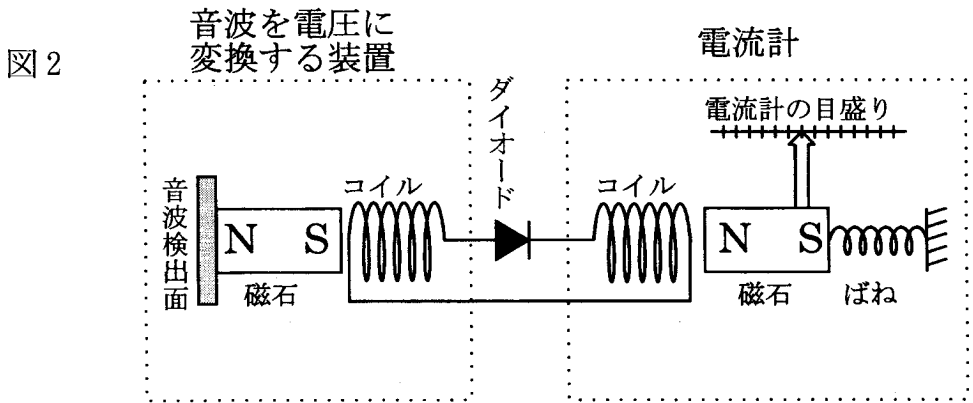 図2
音波を電圧に
変換する装置
電流計
ダイオード
電流計の目盛り
音波検出面
コイル
コイル
N S
N S
磁石
磁石
ばね